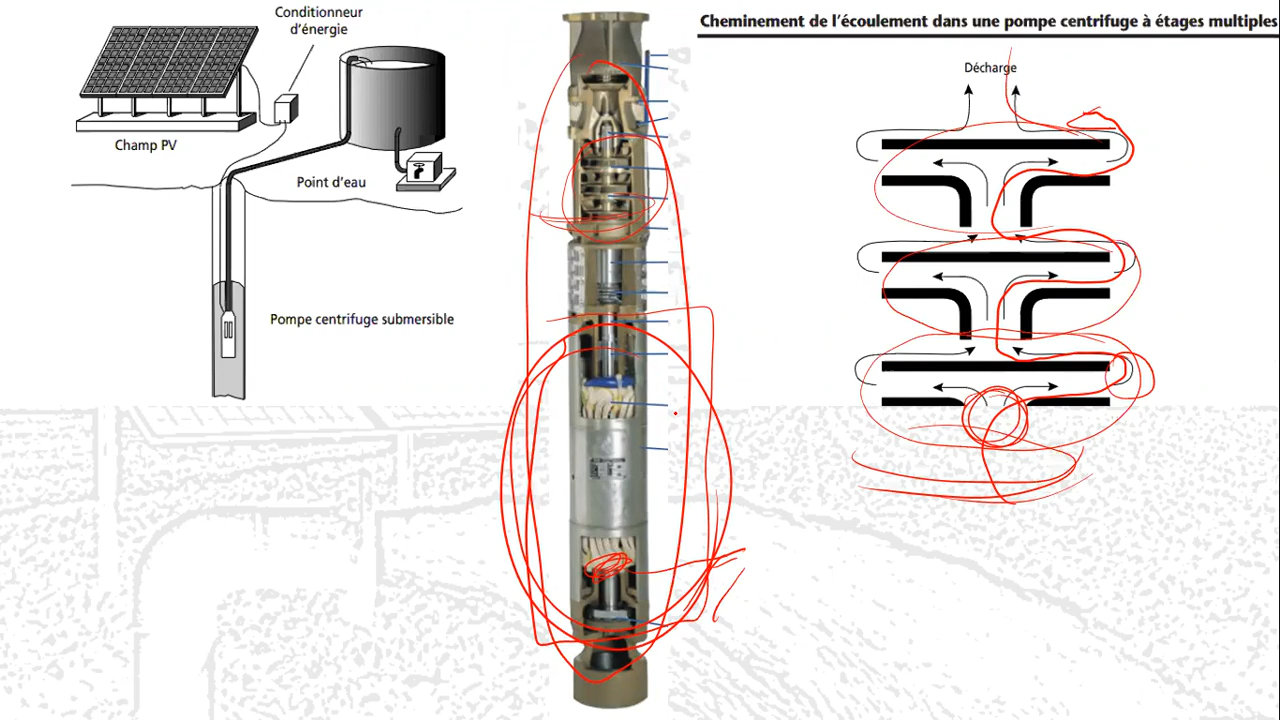 Conditionneur
d'énergie
Champ PV
Point d'eau
Pompe centrifuge submersible
Cheminement de l'écoulement dans une pompe centrifuge à étages multiples
Décharge